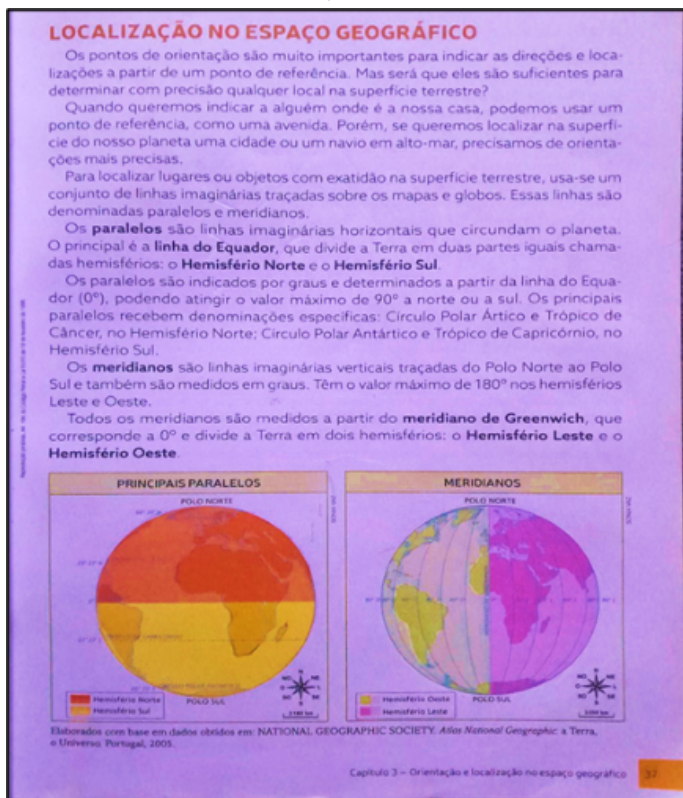 LOCALIZAÇÃO NO ESPAÇO GEOGRÁFICO
Os pontos de orientação são muito importantes para indicar as direções e loca-
lizações a partir de um ponto de referência. Mas será que eles são suficientes para
determinar com precisão qualquer local na superfície terrestre?
Quando queremos indicar a alguém onde é a nossa casa, podemos usar um
ponto de referência, como uma avenida. Porém, se queremos localizar na superfí-
cie do nosso planeta uma cidade ou um navio em alto-mar, precisamos de orienta-
ções mais precisas.
Para localizar lugares ou objetos com exatidão na superfície terrestre, usa-se um
conjunto de linhas imaginárias traçadas sobre os mapas e globos. Essas linhas são
denominadas paralelos e meridianos.
Os paralelos são linhas imaginárias horizontais que circundam o planeta.
O principal é a linha do Equador, que divide a Terra em duas partes iguais chama-
das hemisférios: o Hemisfério Norte e o Hemisfério Sul.
Os paralelos são indicados por graus e determinados a partir da linha do Equa-
dor (0°), podendo atingir o valor máximo de 90° a norte ou a sul. Os principais
paralelos recebem denominações específicas: Círculo Polar Ártico e Trópico de
Câncer, no Hemisfério Norte; Círculo Polar Antártico e Trópico de Capricórnio, no
Hemisfério Sul.
Os meridianos são linhas imaginárias verticais traçadas do Polo Norte ao Polo
Sul e também são medidos em graus. Têm o valor máximo de 180° nos hemisférios
Leste e Oeste.
Todos os meridianos são medidos a partir do meridiano de Greenwich, que
corresponde a 0° e divide a Terra em dois hemisférios: o Hemisfério Leste e o
Hemisfério Oeste.
PRINCIPAIS PARALELOS
POLO NORTE
POLO SUL
Hemisfério Norte
Hemisfério Sul
MERIDIANOS
POLO NORTE
POLO SUL
Hemisfério Oeste
Hemisfério Leste
Elaborados com base em dados obtidos em: NATIONAL GEOGRAPHIC SOCIETY. Atlas National Geographic: a Terra,
o Universo. Portugal, 2005.
Capítulo 3 – Orientação e localização no espaço geográfico 37